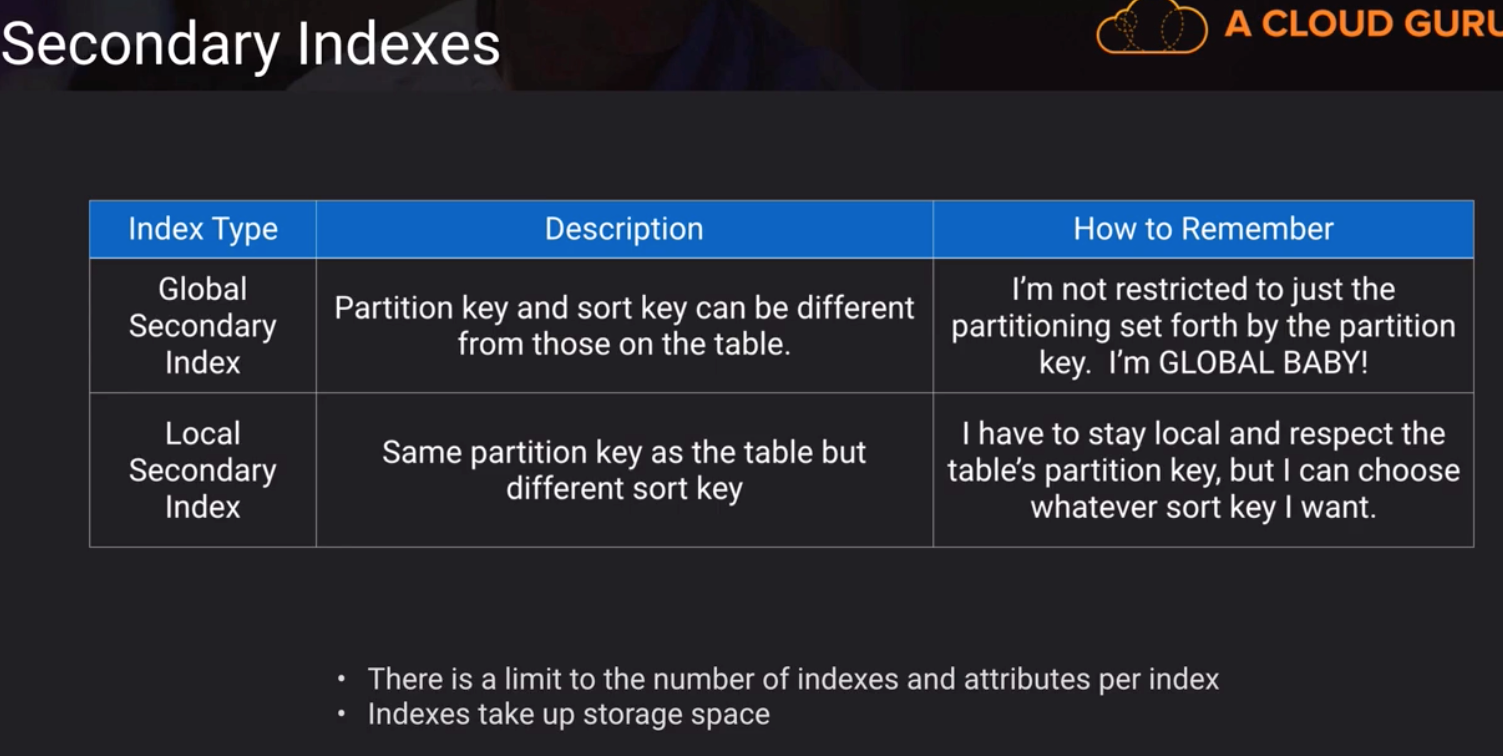 Secondary Indexes
A CLOUD GURU
Index Type
Description
How to Remember
Global
Secondary
Index
Partition key and sort key can be different
from those on the table.
I'm not restricted to just the
partitioning set forth by the partition
key.  I'm GLOBAL BABY!
Local
Secondary
Index
Same partition key as the table but
different sort key
I have to stay local and respect the
table's partition key, but I can choose
whatever sort key I want.
• There is a limit to the number of indexes and attributes per index
• Indexes take up storage space